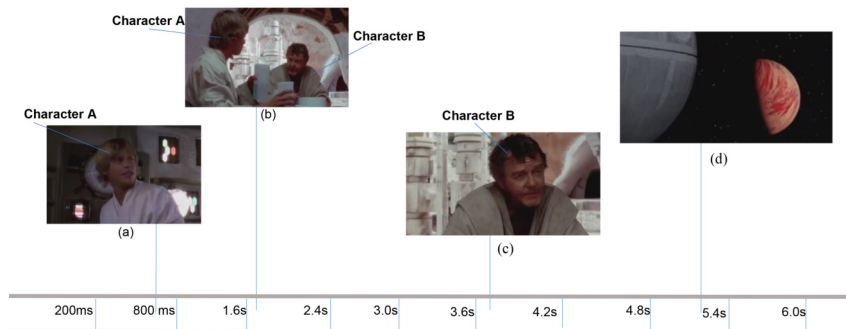 Character A
Character B
(b)
Character A
(a)
Character B
(c)
(d)
200ms
800 ms
1.6s
2.4s
3.0s
3.6s
4.2s
4.8s
5.4s
6.0s